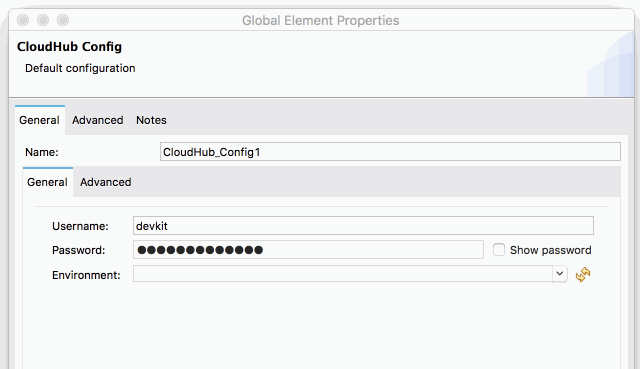 Global Element Properties
CloudHub Config
Default configuration
General Advanced Notes
Name: CloudHub_Config1
General Advanced
Username: devkit
Password: ●●●●●●●●●●●●● Show password
Environment: